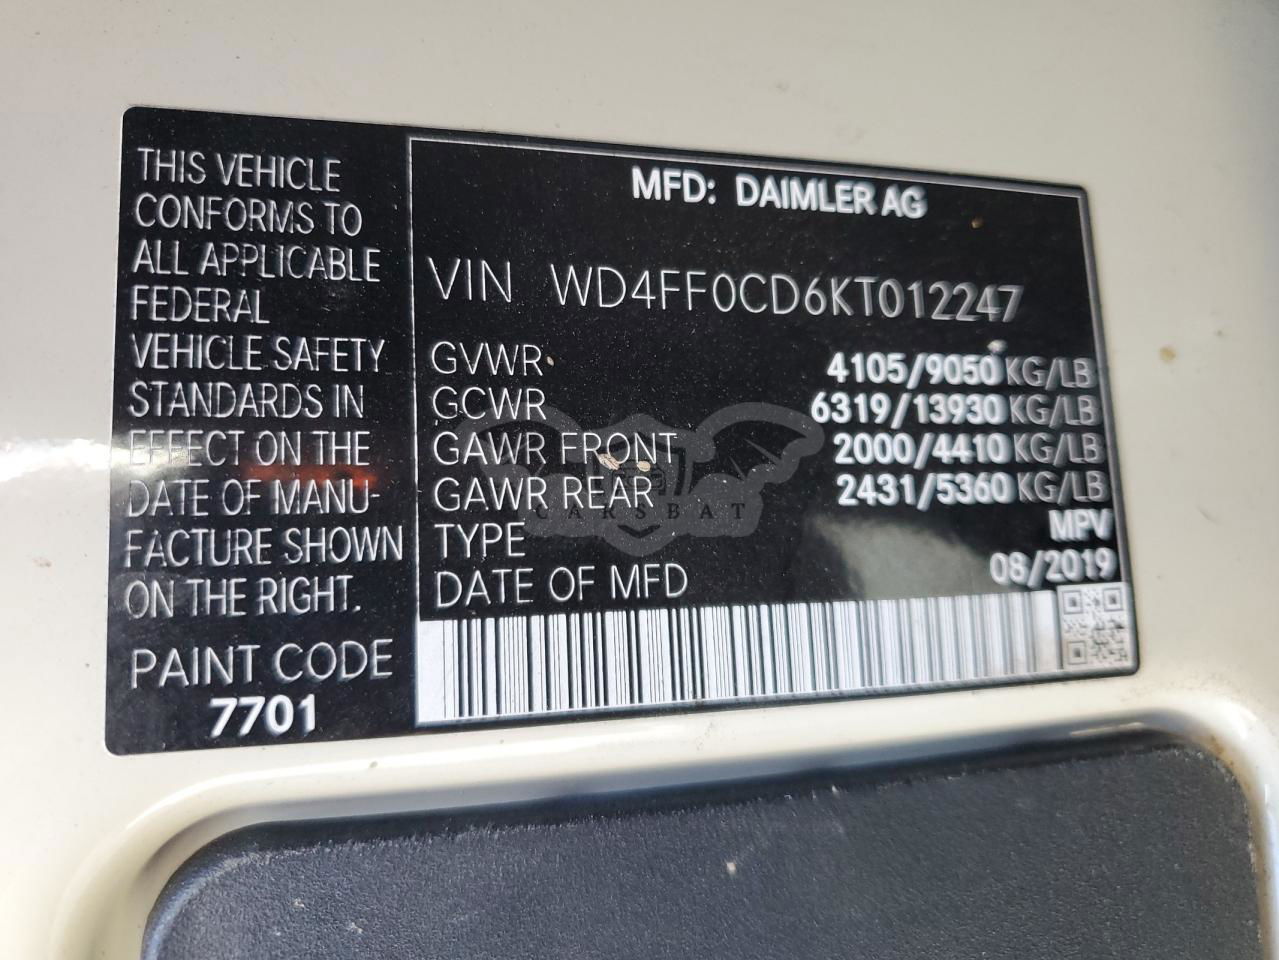 THIS VEHICLE
CONFORMS TO
ALL APPLICABLE
FEDERAL
VEHICLE SAFETY
STANDARDS IN
EFFECT ON THE
DATE OF MANU-
FACTURE SHOWN
ON THE RIGHT.
PAINT CODE
7701
MFD: DAIMLER AG
VIN WD4FF0CD6KT012247
GVWR 4105/9050 KG/LB
GCWR 6319/13930 KG/LB
GAWR FRONT 2000/4410 KG/LB
GAWR REAR 2431/5360 KG/LB
TYPE MPV
DATE OF MFD 08/2019
CARSBAT